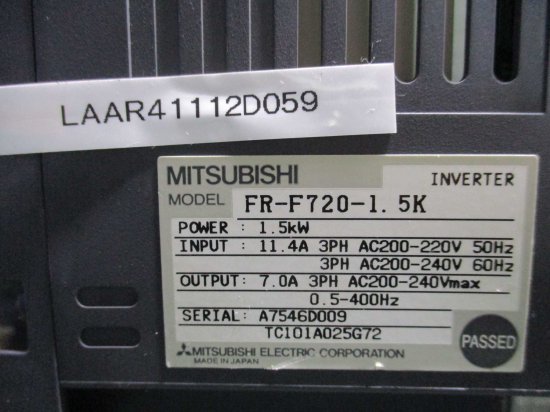 LAAR41112D059
MITSUBISHI INVERTER
MODEL FR-F720-1.5K
POWER : 1.5kW
INPUT : 11.4A 3PH AC200-220V 50Hz
3PH AC200-240V 60Hz
OUTPUT: 7.0A 3PH AC200-240Vmax
0.5-400Hz
SERIAL: A7546D009
TC101A025G72
PASSED
MITSUBISHI ELECTRIC CORPORATION
MADE IN JAPAN